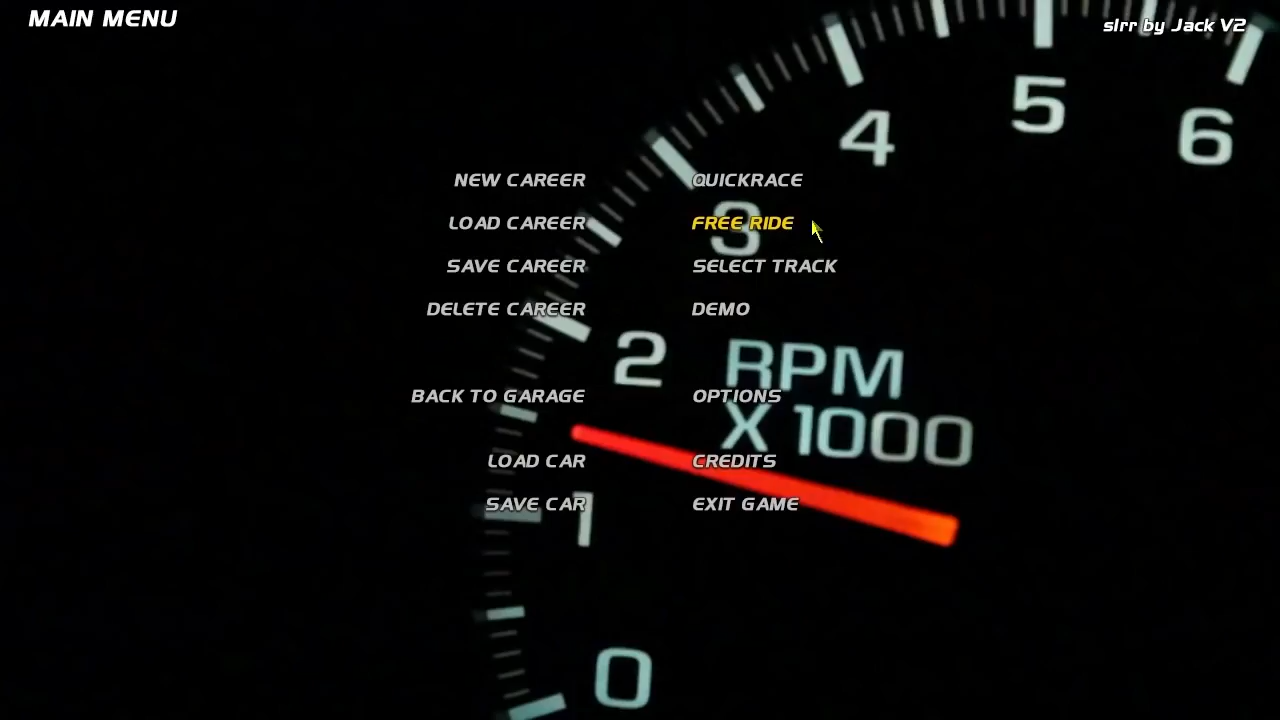 MAIN MENU
slrr by Jack V2
NEW CAREER
LOAD CAREER
SAVE CAREER
DELETE CAREER
BACK TO GARAGE
LOAD CAR
SAVE CAR
QUICKRACE
FREE RIDE
SELECT TRACK
DEMO
OPTIONS
CREDITS
EXIT GAME
0
1
2
3
4
5
6
RPM
X 1000